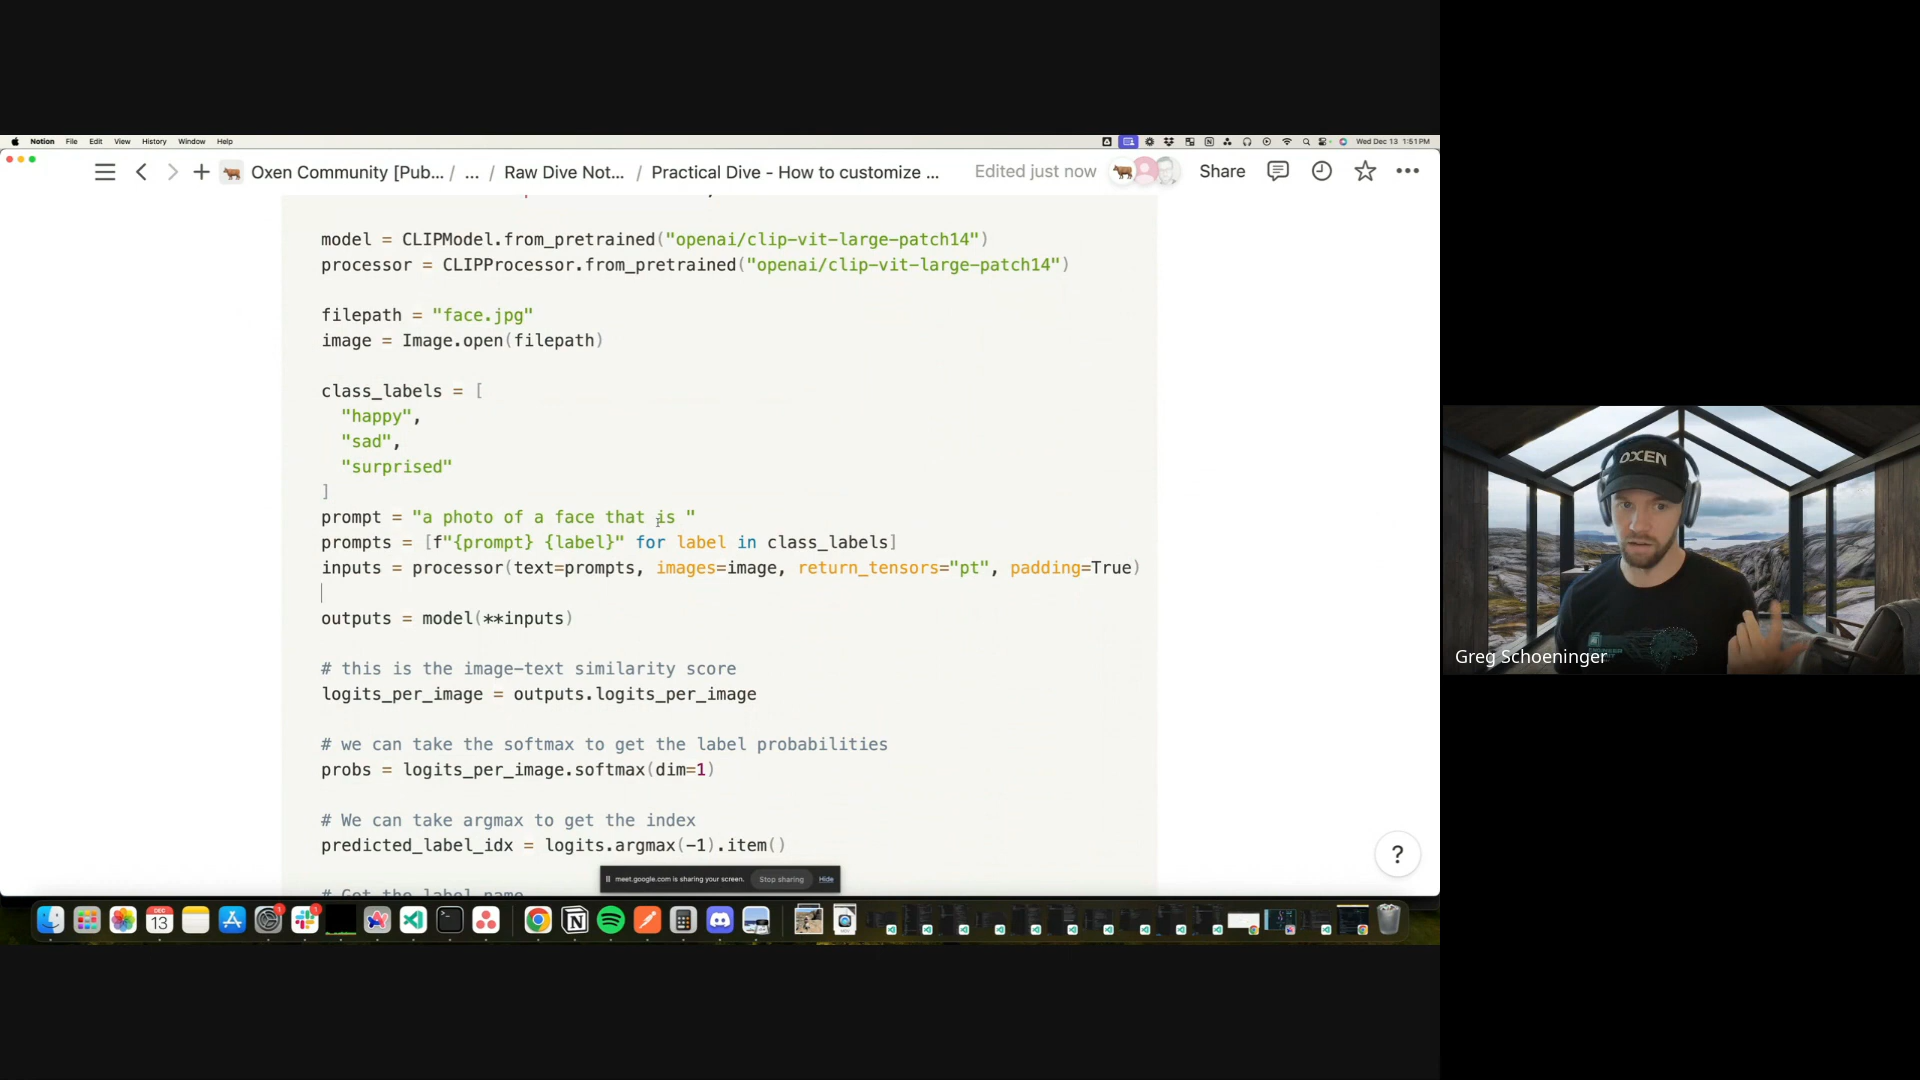 Notion File Edit View History Window Help
Wed Dec 13 1:51PM
Oxen Community [Pub... / ... / Raw Dive Not... / Practical Dive - How to customize ...
Edited just now
Share
model = CLIPModel.from_pretrained("openai/clip-vit-large-patch14")
processor = CLIPProcessor.from_pretrained("openai/clip-vit-large-patch14")
filepath = "face.jpg"
image = Image.open(filepath)
class_labels = [
"happy",
"sad",
"surprised"
]
prompt = "a photo of a face that is "
prompts = [f"{prompt} {label}" for label in class_labels]
inputs = processor(text=prompts, images=image, return_tensors="pt", padding=True)
outputs = model(**inputs)
# this is the image-text similarity score
logits_per_image = outputs.logits_per_image
# we can take the softmax to get the label probabilities
probs = logits_per_image.softmax(dim=1)
# We can take argmax to get the index
predicted_label_idx = logits.argmax(-1).item()
# Get the label name
?
meet.google.com is sharing your screen. Stop sharing Hide
DEC
13
OXEN
Greg Schoeninger